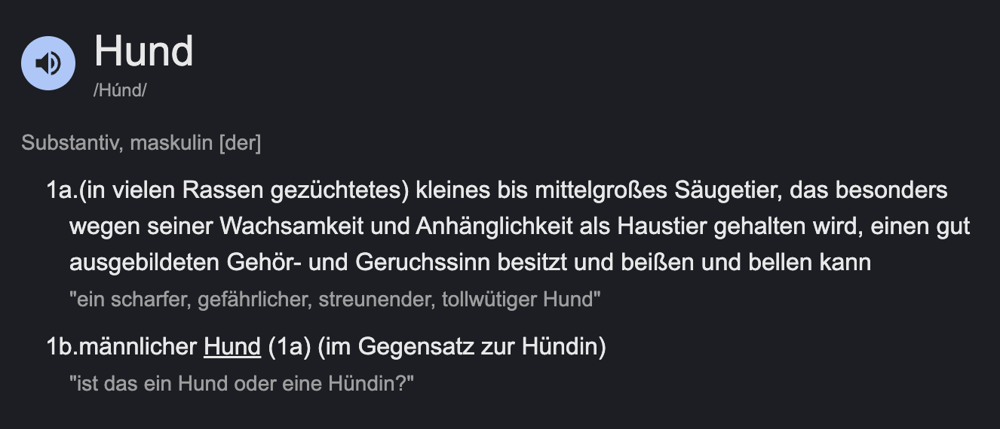 Hund
/Húnd/
Substantiv, maskulin [der]
1a.(in vielen Rassen gezüchtetes) kleines bis mittelgroßes Säugetier, das besonders
wegen seiner Wachsamkeit und Anhänglichkeit als Haustier gehalten wird, einen gut
ausgebildeten Gehör- und Geruchssinn besitzt und beißen und bellen kann
"ein scharfer, gefährlicher, streunender, tollwütiger Hund"
1b.männlicher Hund (1a) (im Gegensatz zur Hündin)
"ist das ein Hund oder eine Hündin?"